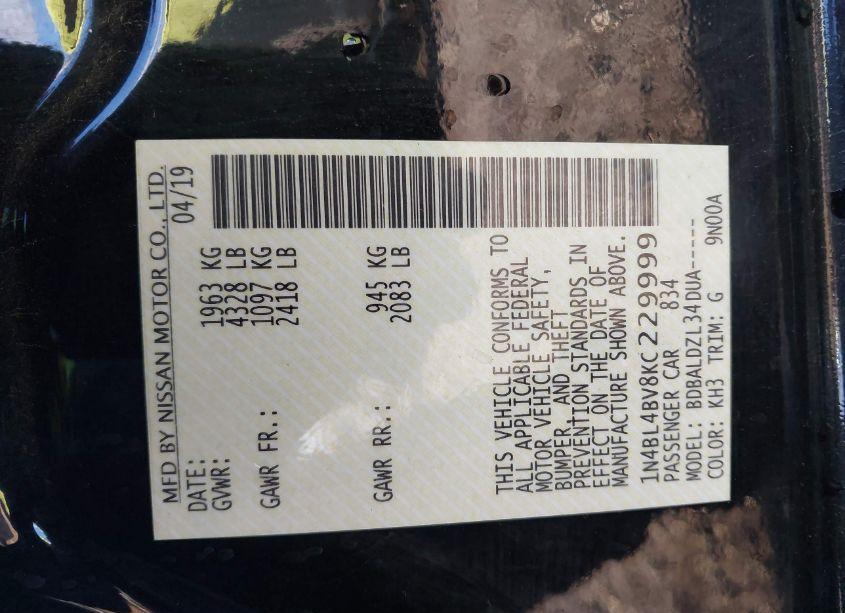 MFD BY NISSAN MOTOR CO., LTD.
DATE: 04/19
GVWR: 1963 KG
4328 LB
GAWR FR.: 1097 KG
2418 LB
GAWR RR.: 945 KG
2083 LB
THIS VEHICLE CONFORMS TO
ALL APPLICABLE FEDERAL
MOTOR VEHICLE SAFETY,
BUMPER, AND THEFT
PREVENTION STANDARDS IN
EFFECT ON THE DATE OF
MANUFACTURE SHOWN ABOVE.
1N4BL4BV8KC229999
PASSENGER CAR 834
MODEL: BDBALDZL34DUA-----
COLOR: KH3 TRIM: G 9N00A